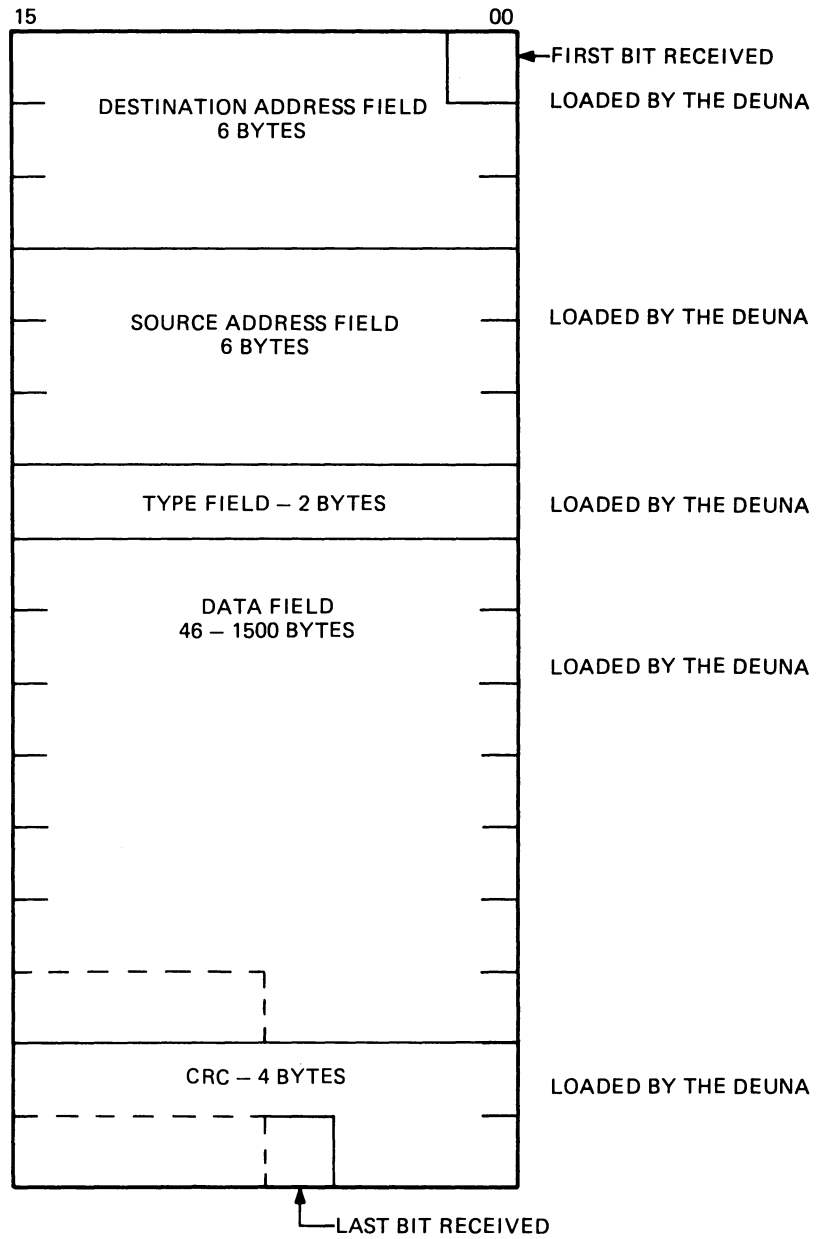 15 00
FIRST BIT RECEIVED
DESTINATION ADDRESS FIELD
6 BYTES
LOADED BY THE DEUNA
SOURCE ADDRESS FIELD
6 BYTES
LOADED BY THE DEUNA
TYPE FIELD – 2 BYTES
LOADED BY THE DEUNA
DATA FIELD
46 – 1500 BYTES
LOADED BY THE DEUNA
CRC – 4 BYTES
LOADED BY THE DEUNA
LAST BIT RECEIVED